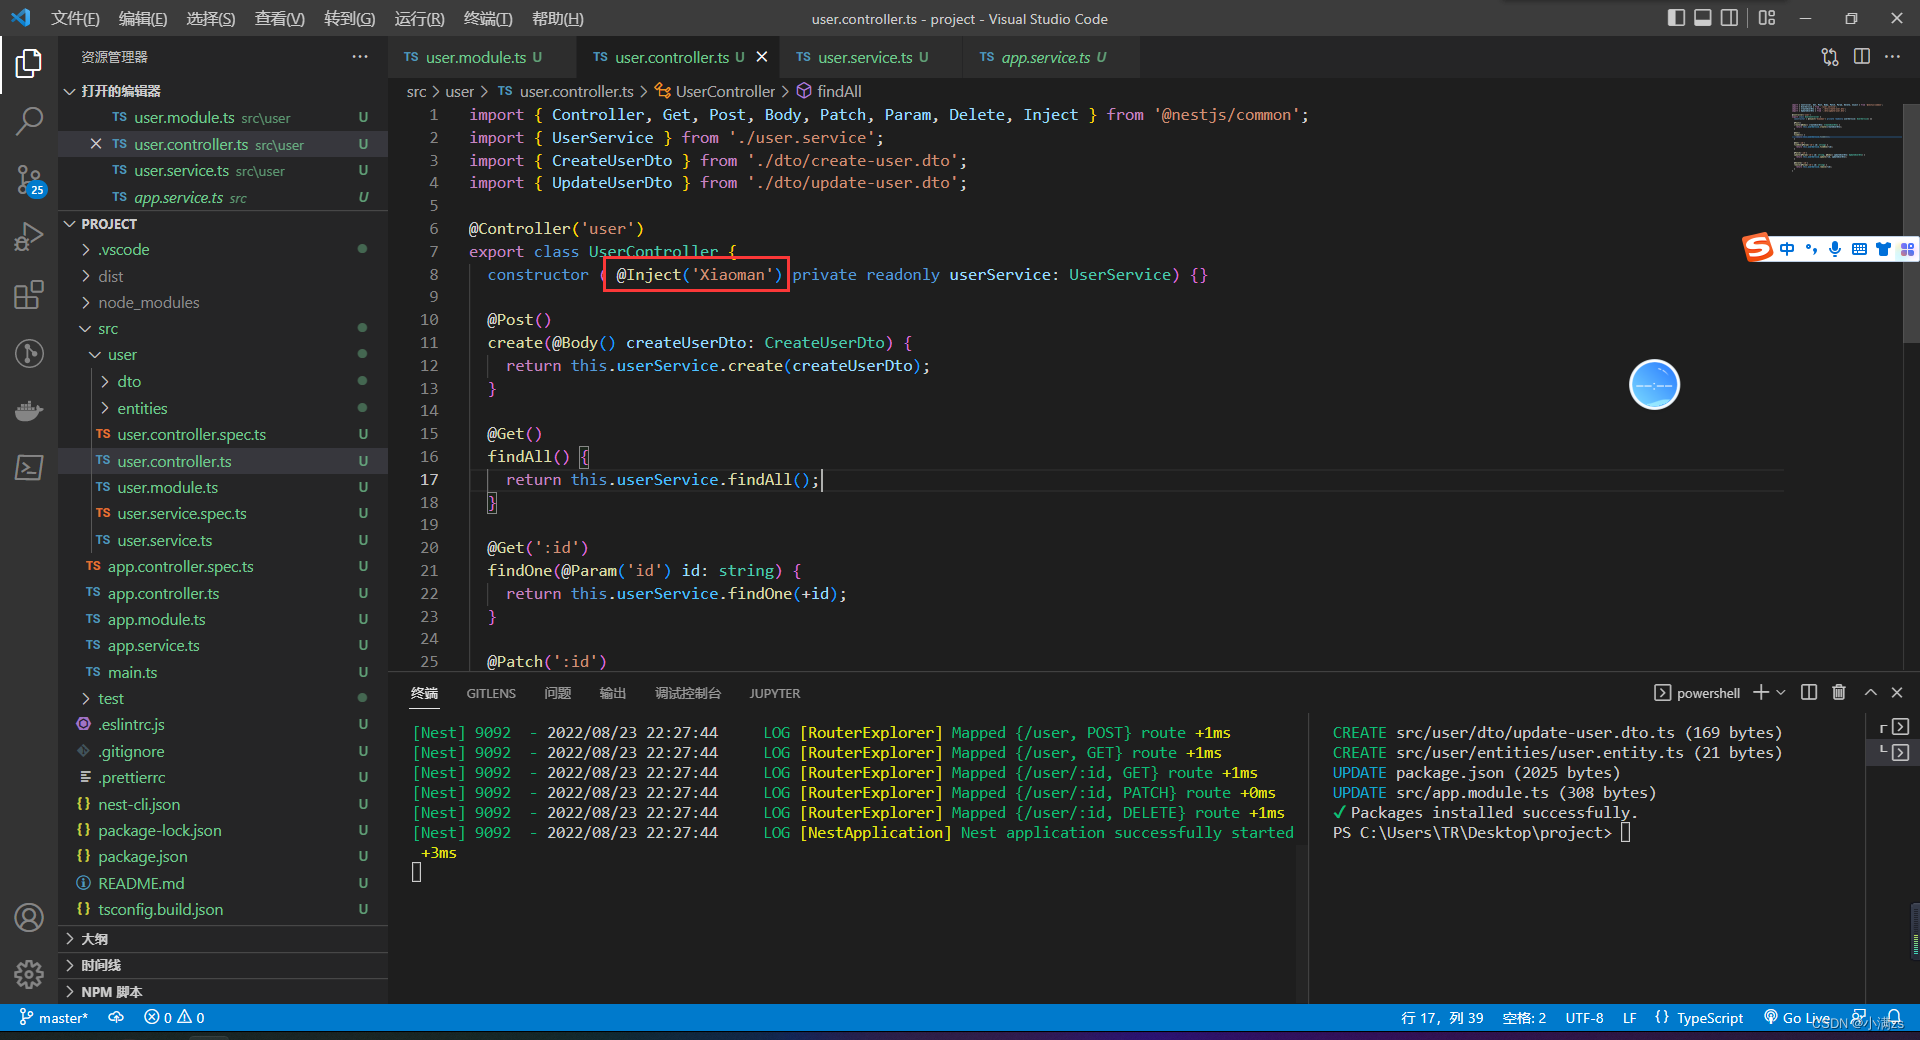 文件(F) 编辑(E) 选择(S) 查看(V) 转到(G) 运行(R) 终端(T) 帮助(H)
user.controller.ts - project - Visual Studio Code
资源管理器
TS user.module.ts U
TS user.controller.ts U
TS user.service.ts U
TS app.service.ts U
打开的编辑器
TS user.module.ts src\user U
TS user.controller.ts src\user U
TS user.service.ts src\user U
TS app.service.ts src U
25
PROJECT
.vscode
dist
node_modules
src
user
dto
entities
TS user.controller.spec.ts U
TS user.controller.ts U
TS user.module.ts U
TS user.service.spec.ts U
TS user.service.ts U
TS app.controller.spec.ts U
TS app.controller.ts U
TS app.module.ts U
TS app.service.ts U
TS main.ts U
test
.eslintrc.js U
.gitignore U
.prettierrc U
{} nest-cli.json U
{} package-lock.json U
{} package.json U
README.md U
{} tsconfig.build.json U
大纲
时间线
NPM 脚本
src > user > TS user.controller.ts > UserController > findAll
1 import { Controller, Get, Post, Body, Patch, Param, Delete, Inject } from '@nestjs/common';
2 import { UserService } from './user.service';
3 import { CreateUserDto } from './dto/create-user.dto';
4 import { UpdateUserDto } from './dto/update-user.dto';
5
6 @Controller('user')
7 export class UserController {
8 constructor ( @Inject('Xiaoman') private readonly userService: UserService) {}
9
10 @Post()
11 create(@Body() createUserDto: CreateUserDto) {
12 return this.userService.create(createUserDto);
13 }
14
15 @Get()
16 findAll() {
17 return this.userService.findAll();
18 }
19
20 @Get(':id')
21 findOne(@Param('id') id: string) {
22 return this.userService.findOne(+id);
23 }
24
25 @Patch(':id')
S 中
终端 GITLENS 问题 输出 调试控制台 JUPYTER
powershell
[Nest] 9092 - 2022/08/23 22:27:44 LOG [RouterExplorer] Mapped {/user, POST} route +1ms
[Nest] 9092 - 2022/08/23 22:27:44 LOG [RouterExplorer] Mapped {/user, GET} route +1ms
[Nest] 9092 - 2022/08/23 22:27:44 LOG [RouterExplorer] Mapped {/user/:id, GET} route +1ms
[Nest] 9092 - 2022/08/23 22:27:44 LOG [RouterExplorer] Mapped {/user/:id, PATCH} route +0ms
[Nest] 9092 - 2022/08/23 22:27:44 LOG [RouterExplorer] Mapped {/user/:id, DELETE} route +1ms
[Nest] 9092 - 2022/08/23 22:27:44 LOG [NestApplication] Nest application successfully started
+3ms
CREATE src/user/dto/update-user.dto.ts (169 bytes)
CREATE src/user/entities/user.entity.ts (21 bytes)
UPDATE package.json (2025 bytes)
UPDATE src/app.module.ts (308 bytes)
✓ Packages installed successfully.
PS C:\Users\TR\Desktop\project>
master* 0 0
行 17，列 39 空格: 2 UTF-8 LF {} TypeScript Go Live
CSDN @小满zs